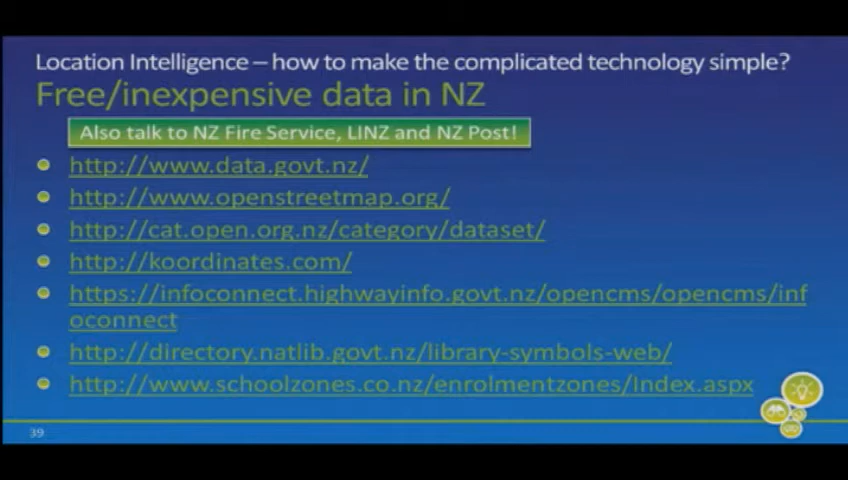 Location Intelligence – how to make the complicated technology simple?
Free/inexpensive data in NZ
Also talk to NZ Fire Service, LINZ and NZ Post!
http://www.data.govt.nz/
http://www.openstreetmap.org/
http://cat.open.org.nz/category/dataset/
http://koordinates.com/
https://infoconnect.highwayinfo.govt.nz/opencms/opencms/inf
oconnect
http://directory.natlib.govt.nz/library-symbols-web/
http://www.schoolzones.co.nz/enrolmentzones/Index.aspx
39